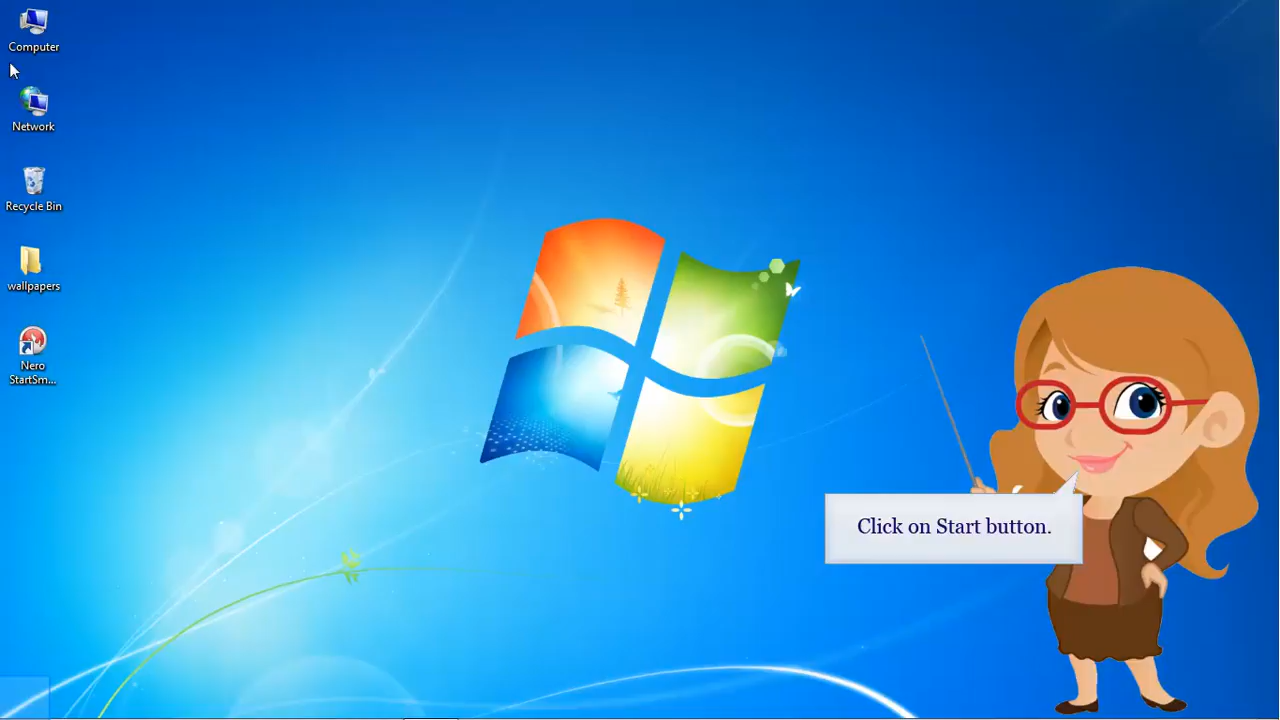 Computer
Network
Recycle Bin
wallpapers
Nero
StartSm...
Click on Start button.